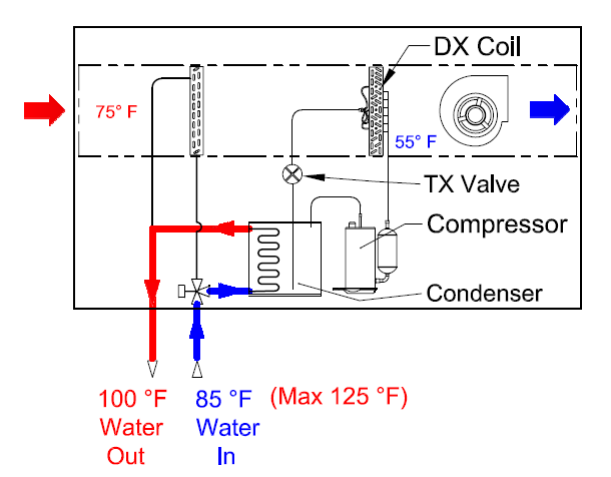 DX Coil
75° F
55° F
TX Valve
Compressor
Condenser
100 °F
Water
Out
85 °F
Water
In
(Max 125 °F)